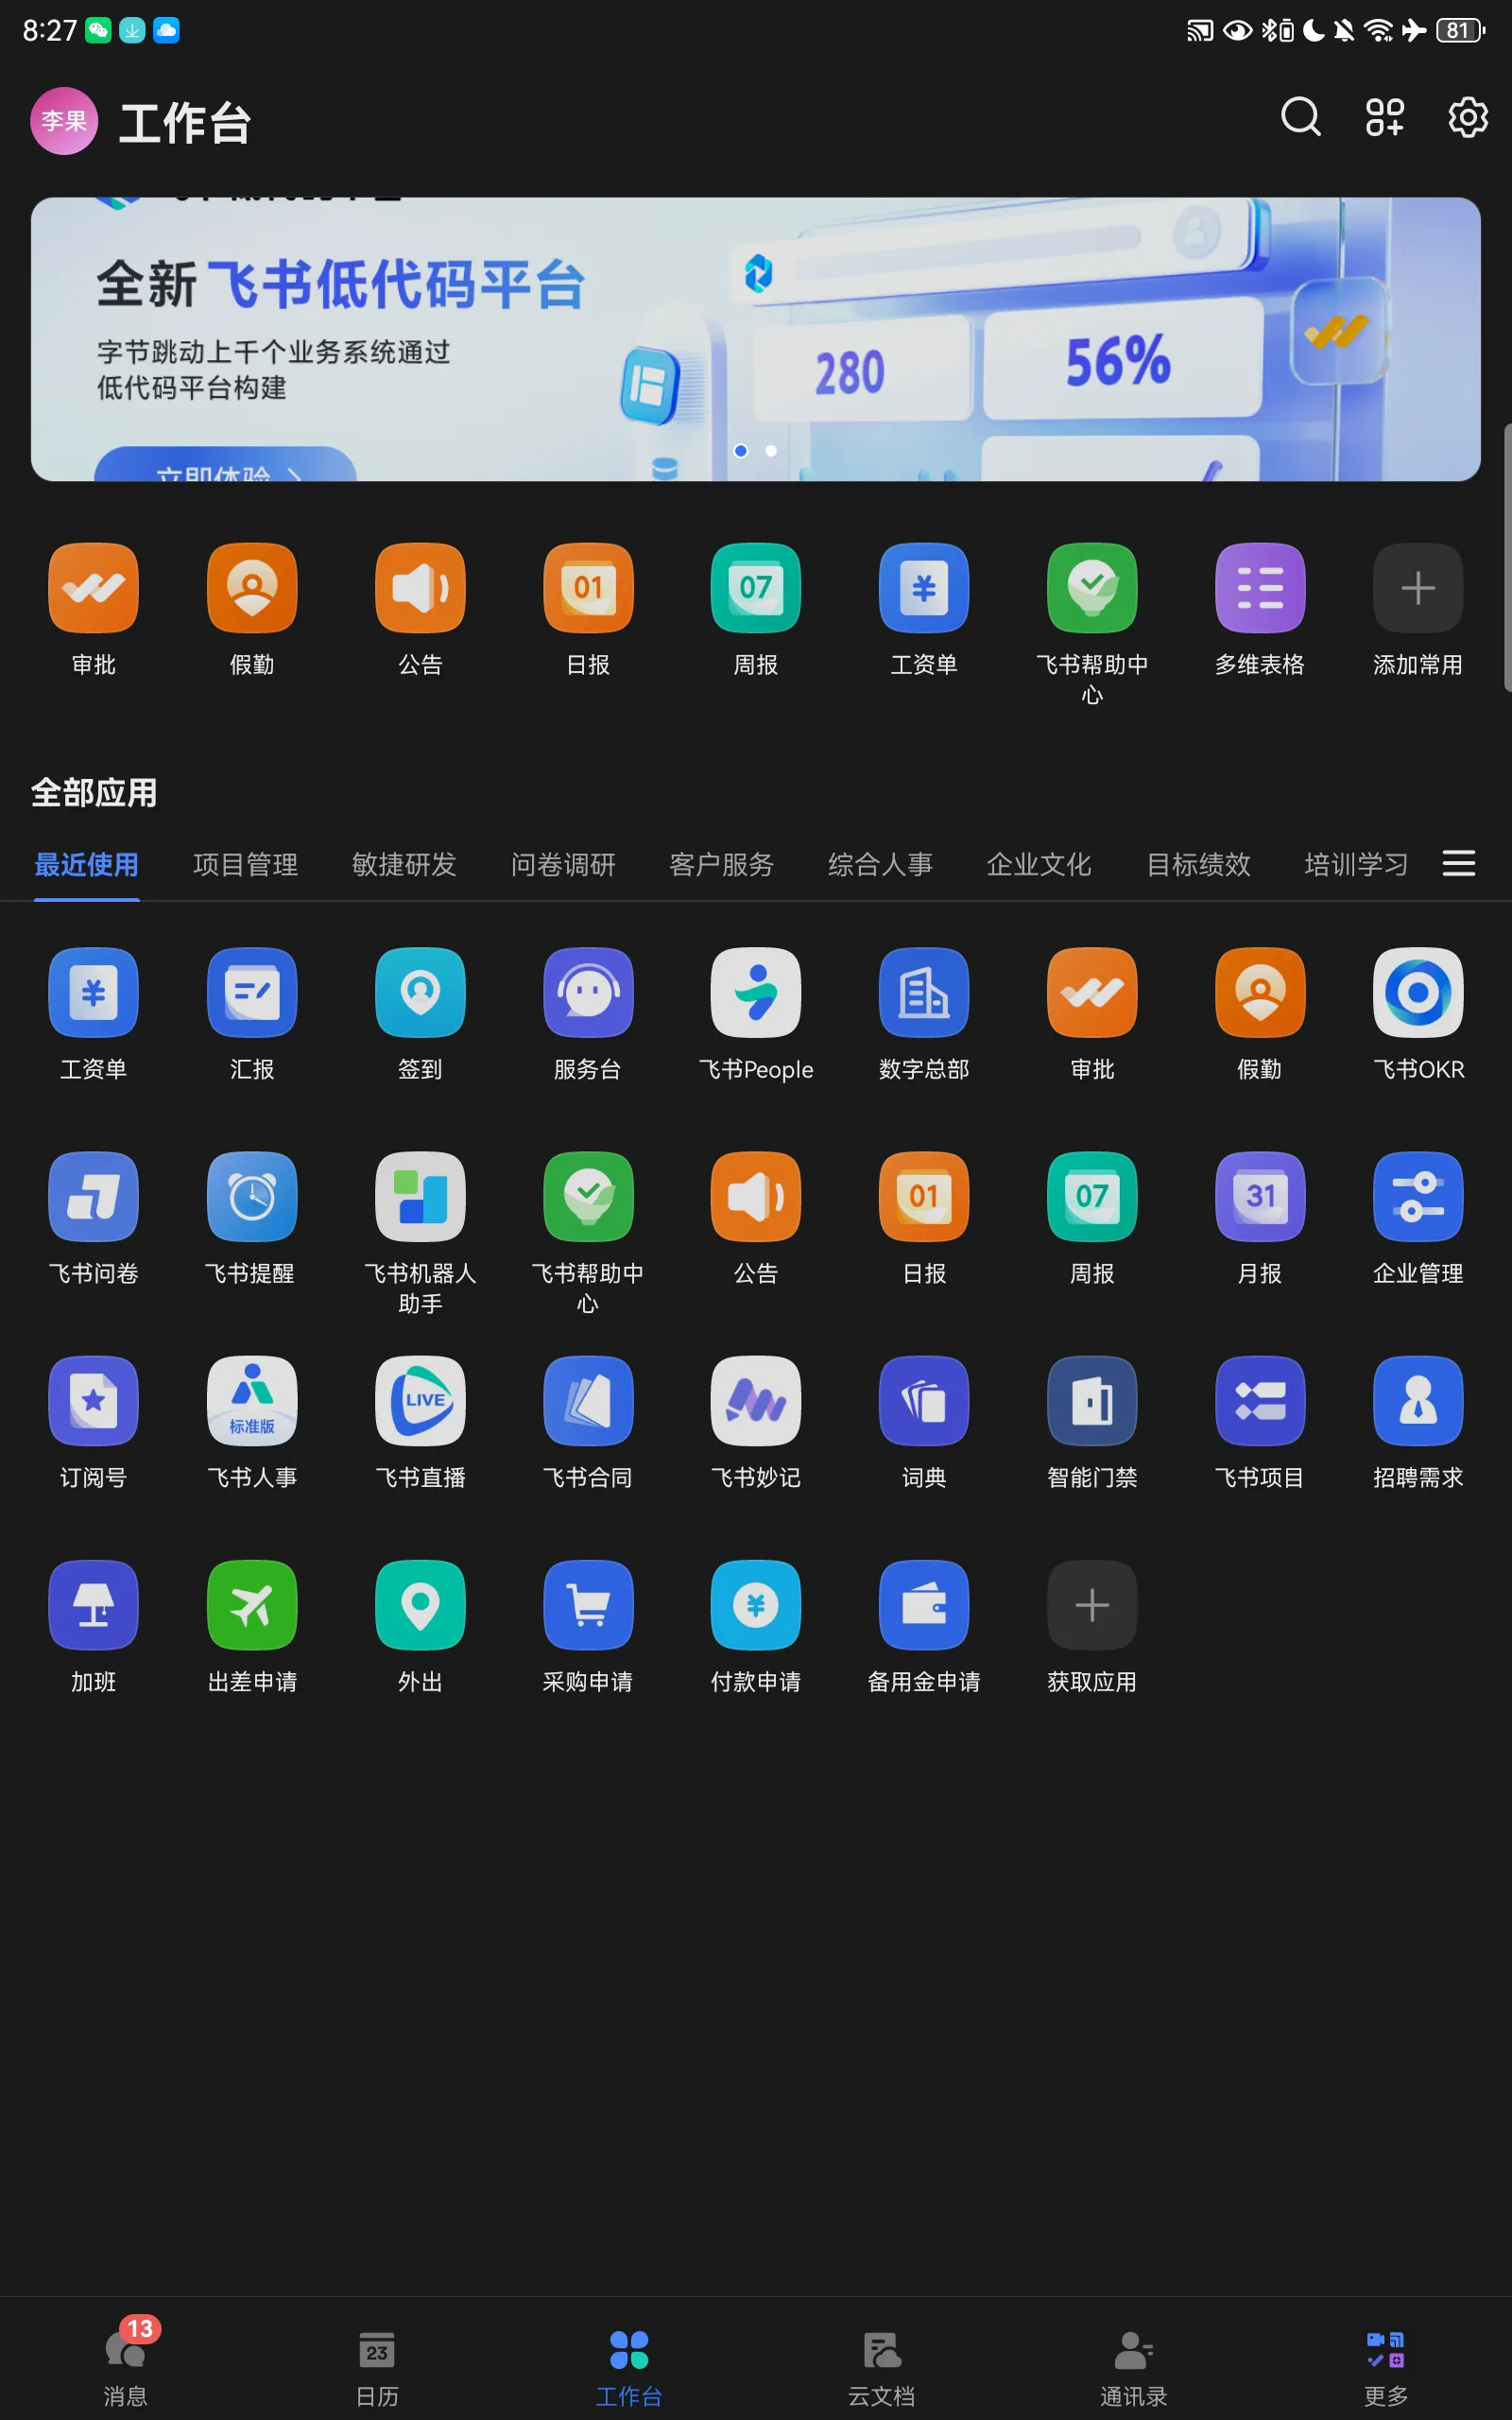 8:27
81
李果
工作台
全新 飞书低代码平台
字节跳动上千个业务系统通过
低代码平台构建
立即体验
280
56%
01
07
审批
假勤
公告
日报
周报
工资单
飞书帮助中
心
多维表格
添加常用
全部应用
最近使用
项目管理
敏捷研发
问卷调研
客户服务
综合人事
企业文化
目标绩效
培训学习
工资单
汇报
签到
服务台
飞书People
数字总部
审批
假勤
飞书OKR
01
07
31
飞书问卷
飞书提醒
飞书机器人
助手
飞书帮助中
心
公告
日报
周报
月报
企业管理
标准版
LIVE
订阅号
飞书人事
飞书直播
飞书合同
飞书妙记
词典
智能门禁
飞书项目
招聘需求
加班
出差申请
外出
采购申请
付款申请
备用金申请
获取应用
13
23
消息
日历
工作台
云文档
通讯录
更多